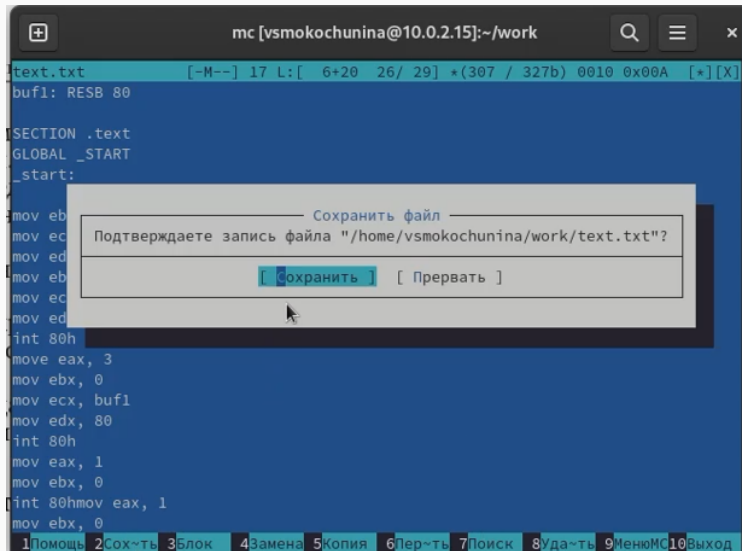 mc [vsmokochunina@10.0.2.15]:~/work
text.txt [-M--] 17 L:[ 6+20 26/ 29] *(307 / 327b) 0010 0x00A [*][X]
buf1: RESB 80
SECTION .text
GLOBAL _START
_start:
mov eb
mov ec
mov ed
mov eb
mov ec
mov ed
Сохранить файл
Подтверждаете запись файла "/home/vsmokochunina/work/text.txt"?
[ Сохранить ] [ Прервать ]
int 80h
move eax, 3
mov ebx, 0
mov ecx, buf1
mov edx, 80
int 80h
mov eax, 1
mov ebx, 0
int 80hmov eax, 1
mov ebx, 0
1Помощь 2Сох~ть 3Блок 4Замена 5Копия 6Пер~ть 7Поиск 8Уда~ть 9МенюMC 10Выход